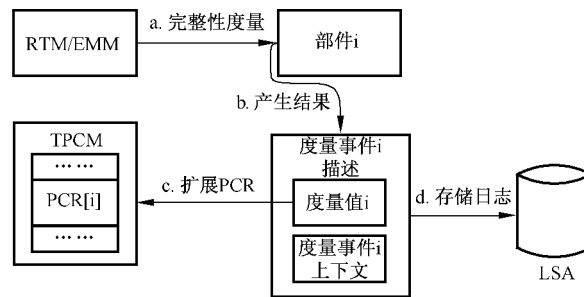 RTM/EMM
a. 完整性度量
部件i
b. 产生结果
TPCM
……
PCR[i]
……
c. 扩展PCR
度量事件i
描述
度量值i
度量事件i
上下文
d. 存储日志
LSA